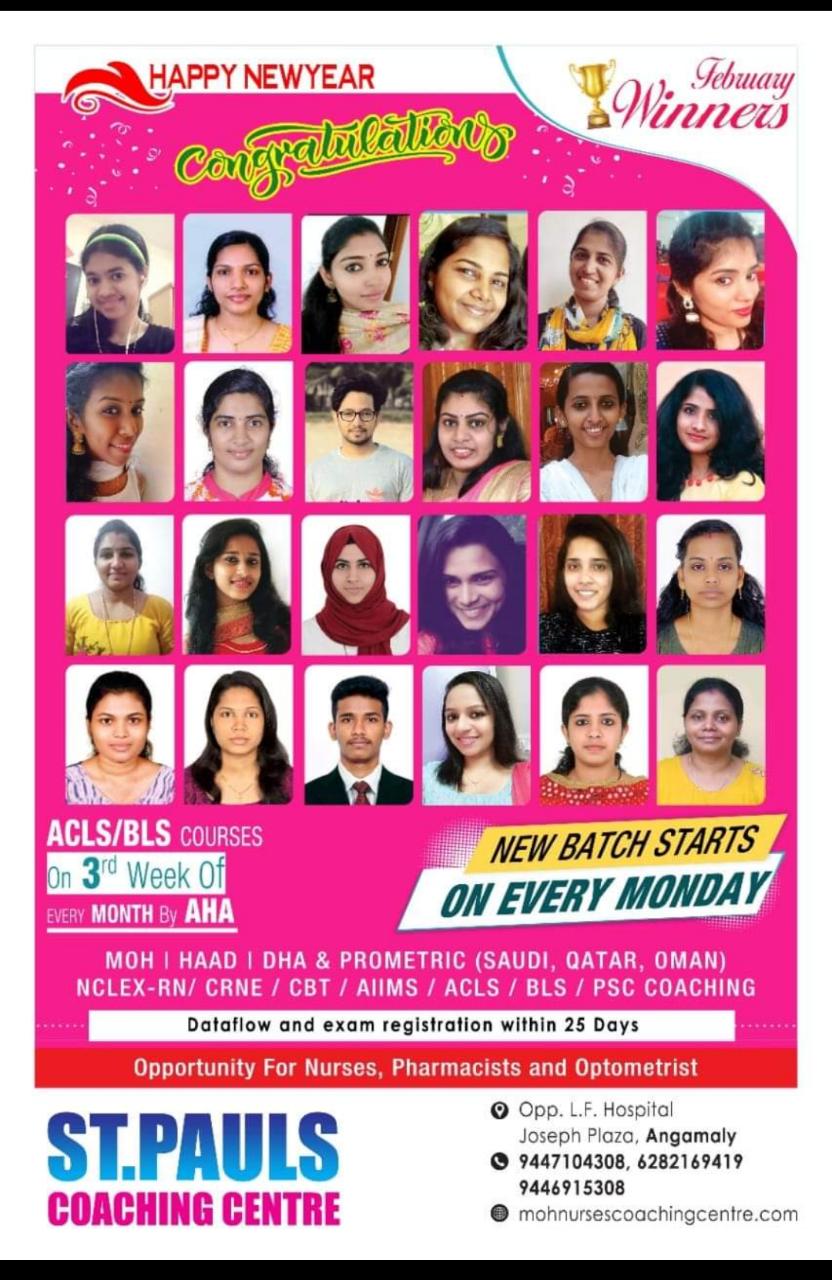 HAPPY NEWYEAR
February
Winners
Congratulations
ACLS/BLS COURSES
On 3rd Week Of
EVERY MONTH By AHA
NEW BATCH STARTS
ON EVERY MONDAY
MOH | HAAD | DHA & PROMETRIC (SAUDI, QATAR, OMAN)
NCLEX-RN/ CRNE / CBT / AIIMS / ACLS / BLS / PSC COACHING
Dataflow and exam registration within 25 Days
Opportunity For Nurses, Pharmacists and Optometrist
ST.PAULS
COACHING CENTRE
Opp. L.F. Hospital
Joseph Plaza, Angamaly
9447104308, 6282169419
9446915308
mohnursescoachingcentre.com